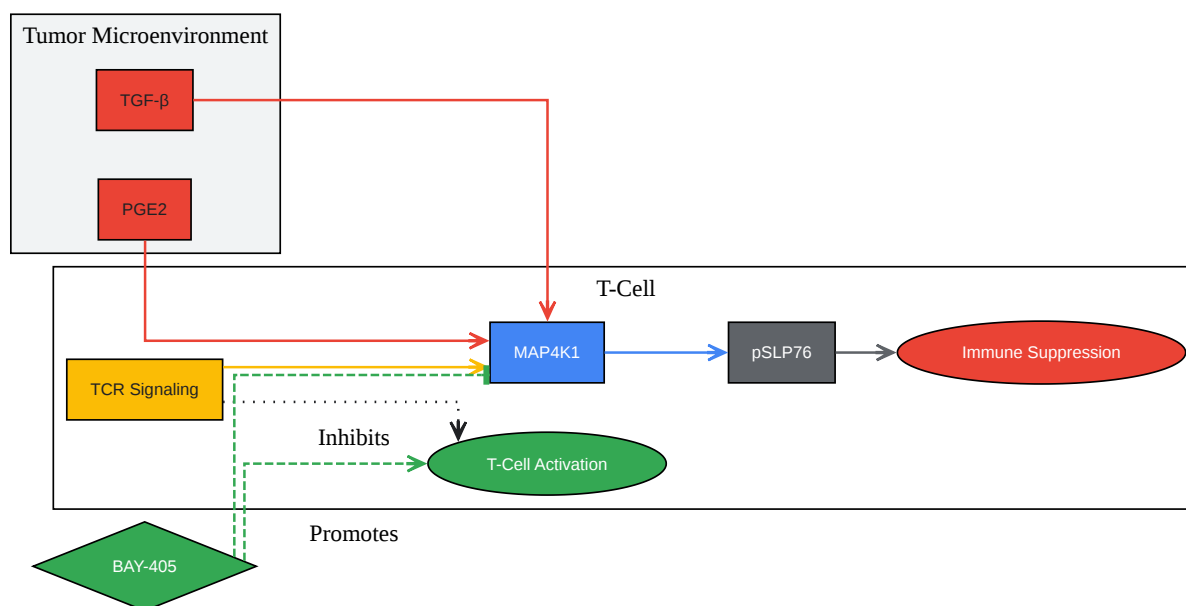 Tumor Microenvironment
TGF-β
PGE2
T-Cell
MAP4K1
pSLP76
Immune Suppression
TCR Signaling
Inhibits
T-Cell Activation
Promotes
BAY-405